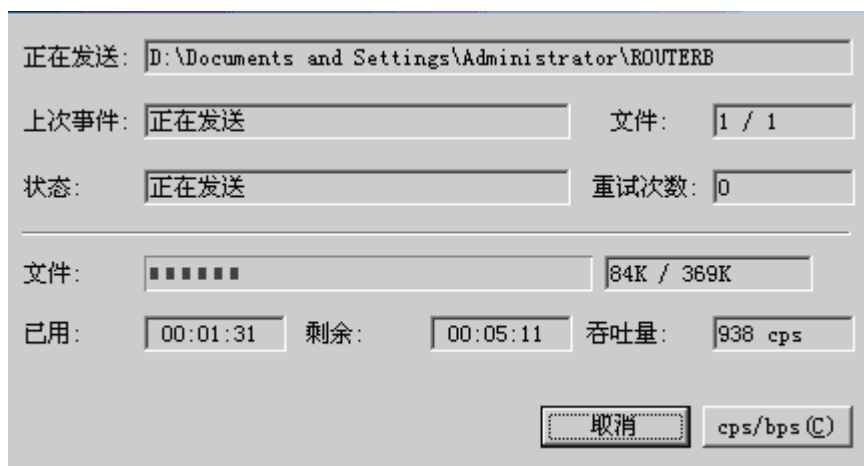 正在发送: D:\Documents and Settings\Administrator\ROUTERB
上次事件: 正在发送 文件: 1 / 1
状态: 正在发送 重试次数: 0
文件: 84K / 369K
已用: 00:01:31 剩余: 00:05:11 吞吐量: 938 cps
取消 cps/bps(C)